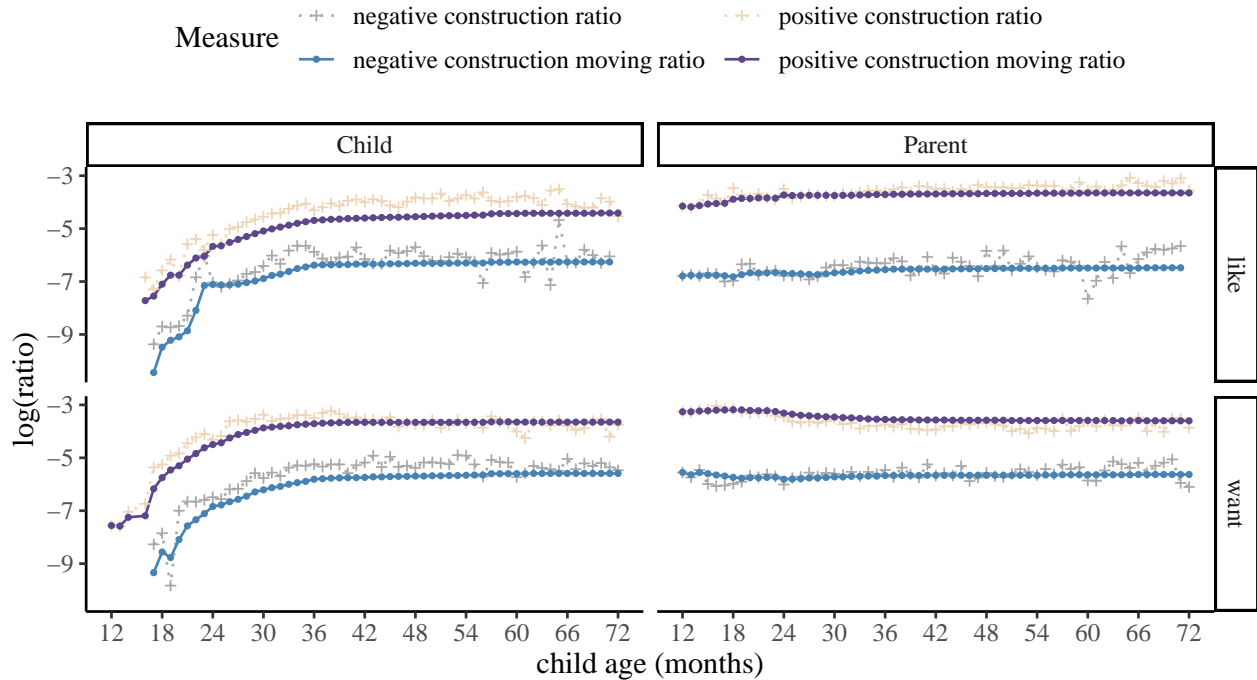 Measure
negative construction ratio
positive construction ratio
negative construction moving ratio
positive construction moving ratio
Child
Parent
log(ratio)
−3
−5
−7
−9
like
−3
−5
−7
−9
want
12 18 24 30 36 42 48 54 60 66 72
12 18 24 30 36 42 48 54 60 66 72
child age (months)